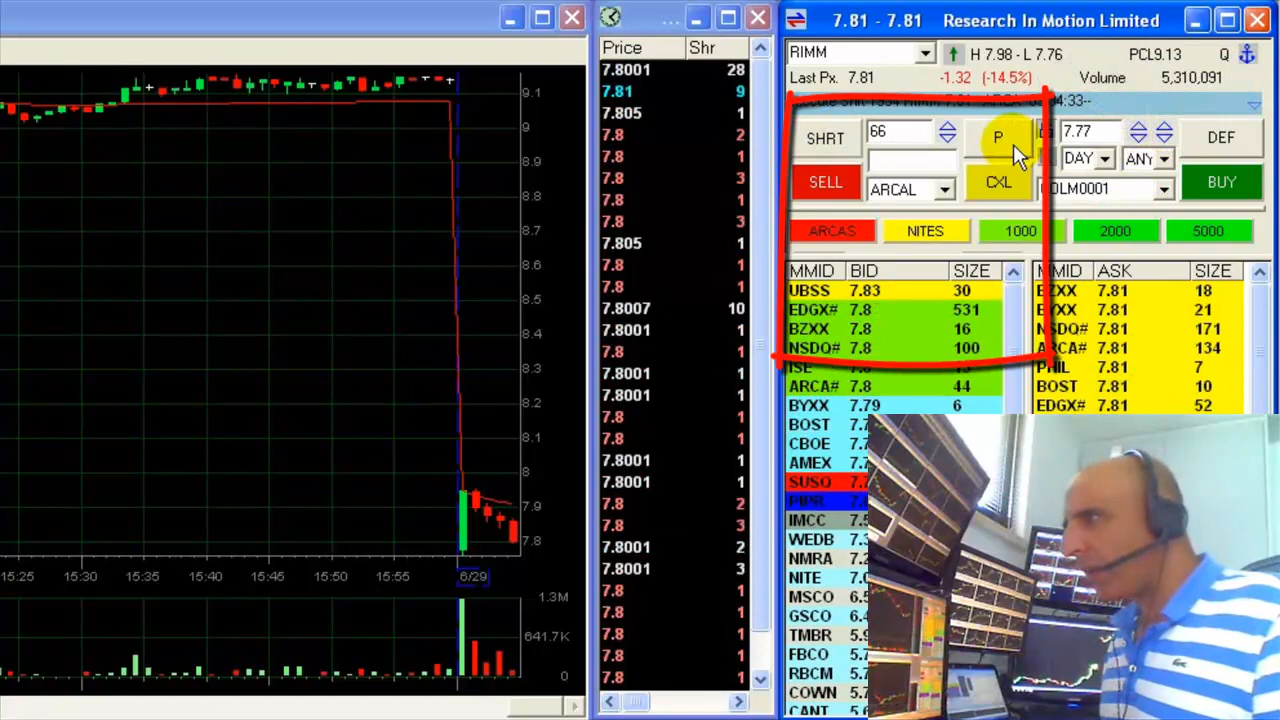 ... 7.81 - 7.81 Research In Motion Limited
Price Shr
RIMM H 7.98 - L 7.76 PCL9.13 Q
Last Px. 7.81 -1.32 (-14.5%) Volume 5,310,091
SHRT 66 P 7.77 DEF
DAY ANY
SELL ARCAL CXL BUY
ARCAS NITES 1000 2000 5000
MMID BID SIZE MMID ASK SIZE
UBSS 7.83 30 BZXX 7.81 18
EDGX# 7.8 531 BYXX 7.81 21
BZXX 7.8 16 NSDQ# 7.81 171
NSDQ# 7.8 100 ARCA# 7.81 134
ISE 7.8 PHIL 7.81 7
ARCA# 7.8 44 BOST 7.81 10
BYXX 7.79 6 EDGX# 7.81 52
BOST
CBOE
AMEX
SUSQ
PIPR
IMCC
WEDB
NMRA
NITE
MSCO
GSCO
TMBR
FBCO
RBCM
COWN
CANT
7.8001 28
7.81 9
7.805 1
7.8 2
7.8 1
7.8 3
7.8 1
7.8 3
7.805 1
7.8 1
7.8 1
7.8007 10
7.8001 1
7.8 1
7.8001 1
7.8001 1
7.8 1
7.8 1
7.8001 1
7.8001 1
7.8 2
7.8 3
7.8001 2
7.8001 3
7.8 1
7.8 1
7.8 1
7.8 1
7.8 1
9.1
8.9
8.8
8.7
8.6
8.5
8.4
8.3
8.2
8.1
8
7.9
7.8
15:25 15:30 15:35 15:40 15:45 15:50 15:55 6/29
1.3M
641.7K
0